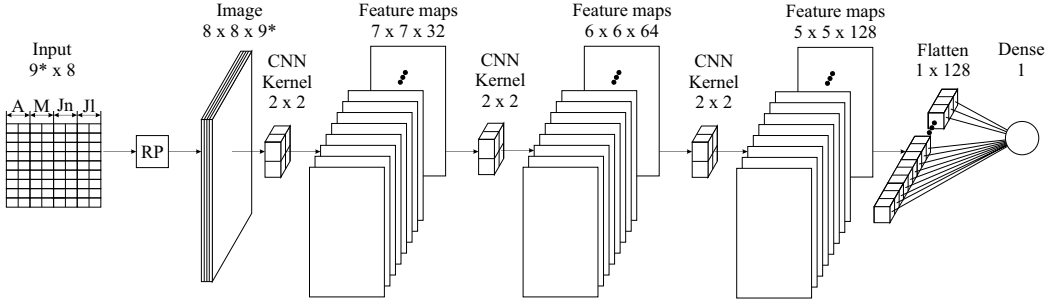 Input
9* x 8
A M Jn Jl
RP
Image
8 x 8 x 9*
CNN
Kernel
2 x 2
Feature maps
7 x 7 x 32
CNN
Kernel
2 x 2
Feature maps
6 x 6 x 64
CNN
Kernel
2 x 2
Feature maps
5 x 5 x 128
Flatten
1 x 128
Dense
1